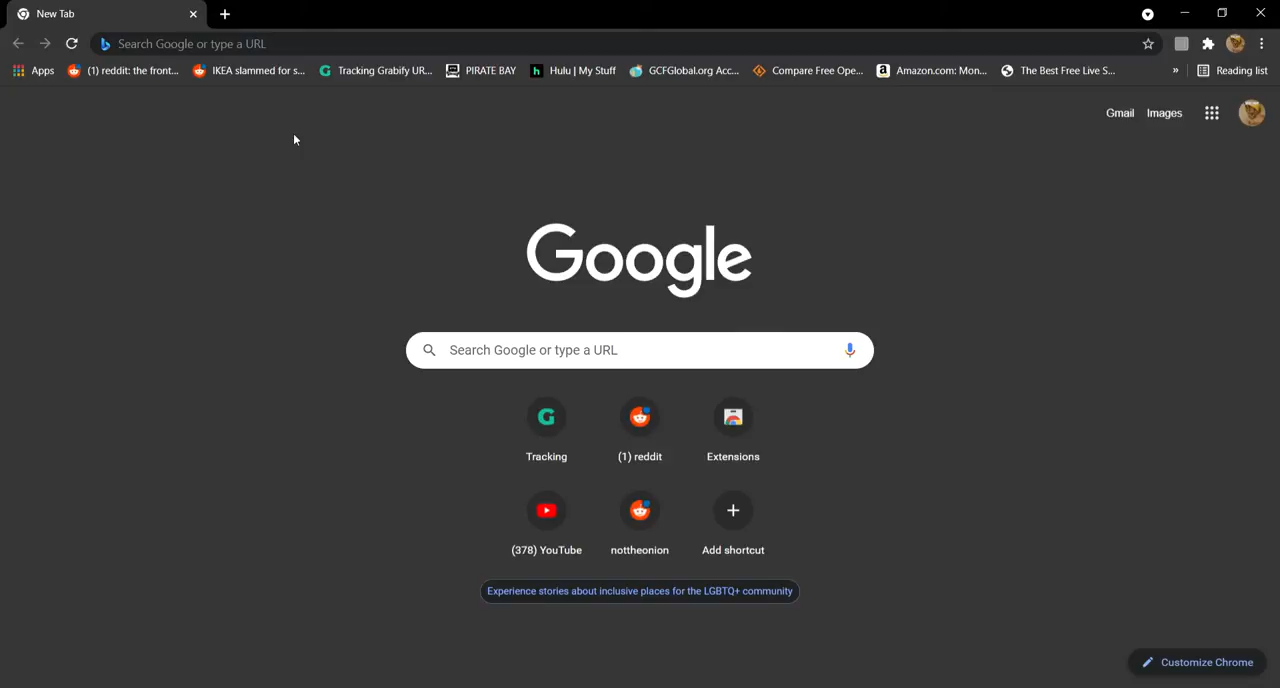 New Tab
Search Google or type a URL
Apps (1) reddit: the front... IKEA slammed for s... Tracking Grabify UR... PIRATE BAY Hulu | My Stuff GCFGlobal.org Acc... Compare Free Ope... Amazon.com: Mon... The Best Free Live S... » Reading list
Gmail Images
Google
Search Google or type a URL
Tracking (1) reddit Extensions
(378) YouTube nottheonion Add shortcut
Experience stories about inclusive places for the LGBTQ+ community
Customize Chrome